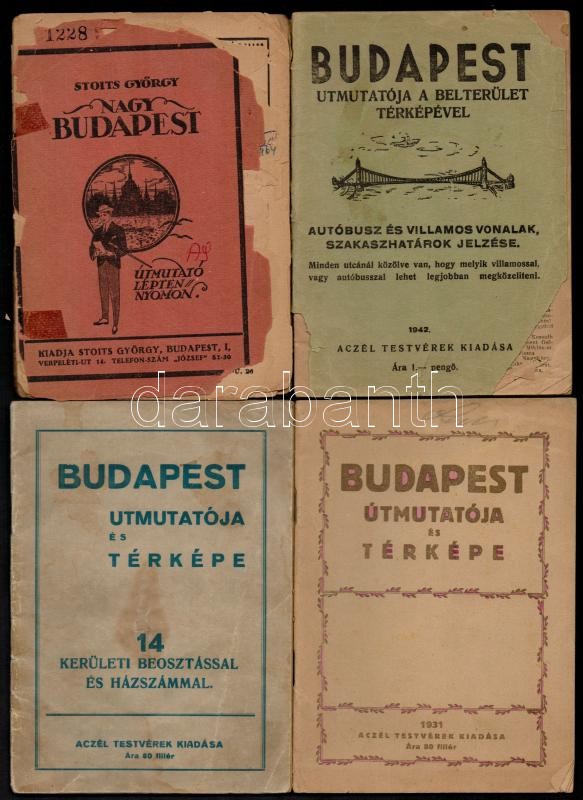 1228
STOITS GYÖRGY
NAGY
BUDAPEST
ÚTMUTATÓ
LÉPTEN
NYOMON.
KIADJA STOITS GYÖRGY, BUDAPEST, I,
VERPELÉTI-UT 14. TELEFON-SZÁM „JÓZSEF" 51-30
BUDAPEST
UTMUTATÓJA A BELTERÜLET
TÉRKÉPÉVEL
AUTÓBUSZ ÉS VILLAMOS VONALAK,
SZAKASZHATÁROK JELZÉSE.
Minden utcánál közölve van, hogy melyik villamossal,
vagy autóbusszal lehet legjobban megközelíteni.
1942.
ACZÉL TESTVÉREK KIADÁSA
Ára 1.— pengő.
BUDAPEST
UTMUTATÓJA
ÉS
TÉRKÉPE
14
KERÜLETI BEOSZTÁSSAL
ÉS HÁZSZÁMMAL.
ACZÉL TESTVÉREK KIADÁSA
Ára 80 fillér
BUDAPEST
ÚTMUTATÓJA
ÉS
TÉRKÉPE
1931
ACZÉL TESTVÉREK KIADÁSA
Ára 80 fillér
darabanth